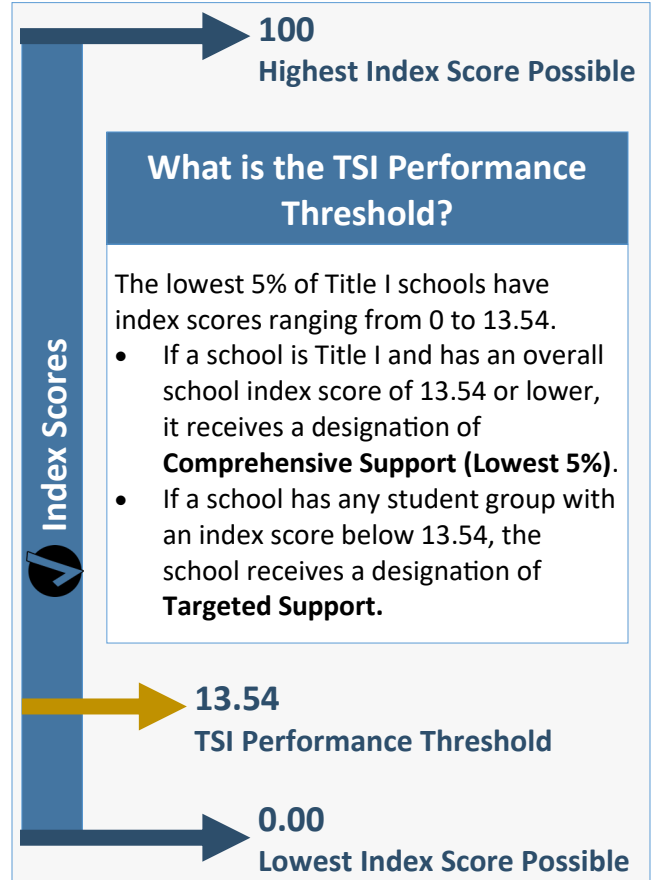 100
Highest Index Score Possible
What is the TSI Performance
Threshold?
The lowest 5% of Title I schools have
index scores ranging from 0 to 13.54.
• If a school is Title I and has an overall
school index score of 13.54 or lower,
it receives a designation of
Comprehensive Support (Lowest 5%).
• If a school has any student group with
an index score below 13.54, the
school receives a designation of
Targeted Support.
Index Scores
13.54
TSI Performance Threshold
0.00
Lowest Index Score Possible